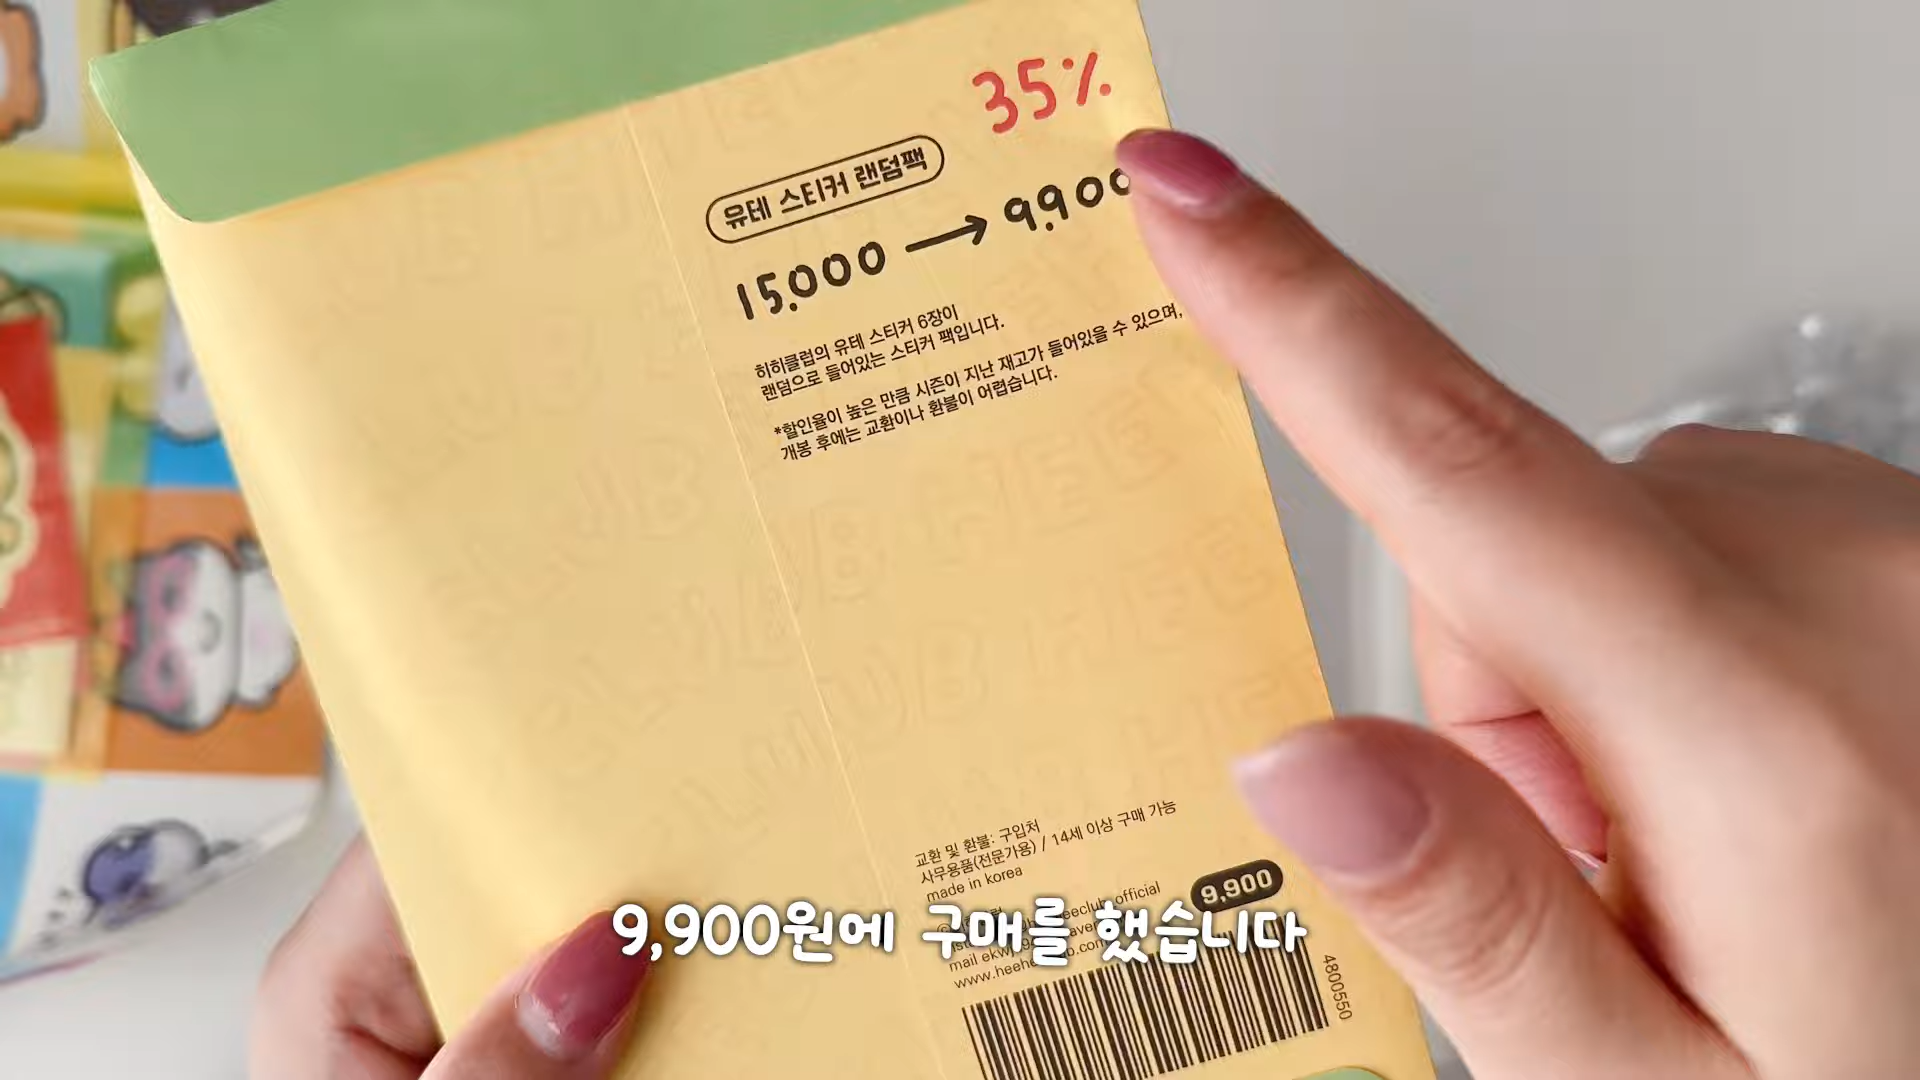 35%
유테 스티커 랜덤팩
15.000 → 9.900
히히클럽의 유테 스티커 6장이
랜덤으로 들어있는 스티커 팩입니다.
*할인율이 높은 만큼 시즌이 지난 재고가 들어있을 수 있으며,
개봉 후에는 교환이나 환불이 어렵습니다.
교환 및 환불: 구입처
사무용품(전문가용) / 14세 이상 구매 가능
made in korea
9,900
official
mail
4800550
9,900원에 구매를 했습니다